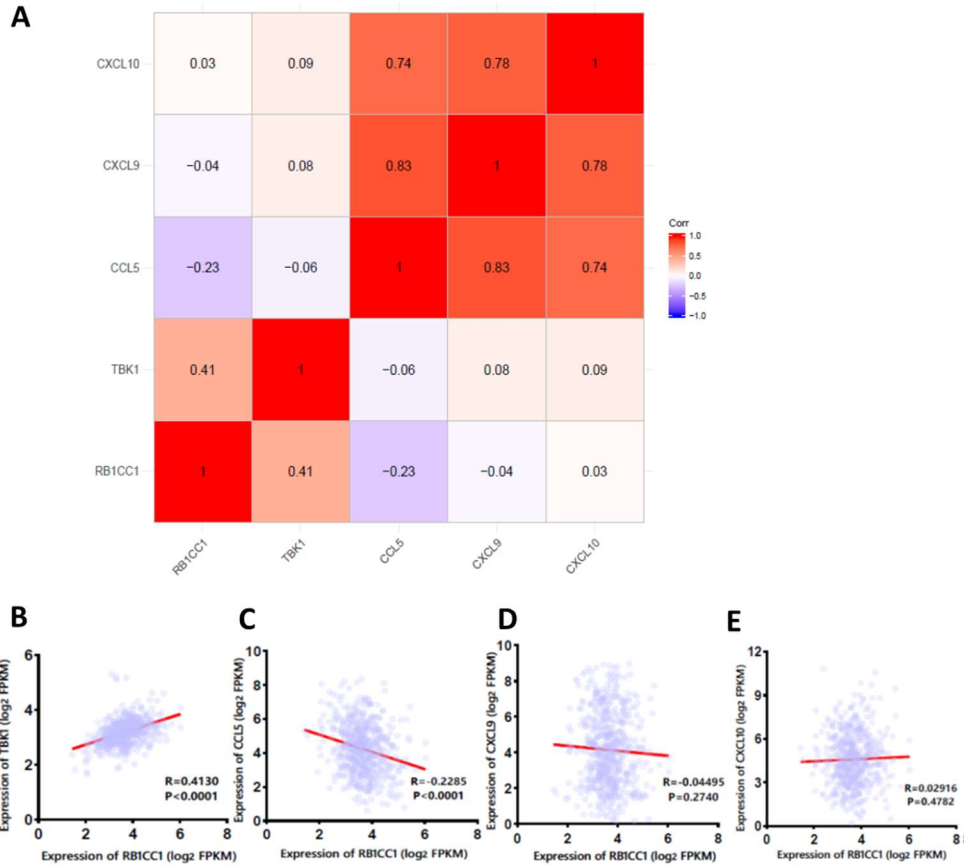 A
CXCL10 0.03 0.09 0.74 0.78 1
CXCL9 −0.04 0.08 0.83 1 0.78
CCL5 −0.23 −0.06 1 0.83 0.74
TBK1 0.41 1 −0.06 0.08 0.09
RB1CC1 1 0.41 −0.23 −0.04 0.03
RB1CC1 TBK1 CCL5 CXCL9 CXCL10
Corr
1.0
0.5
0.0
−0.5
−1.0
B
Expression of TBK1 (log2 FPKM)
6
4
2
0
R=0.4130
P<0.0001
0 2 4 6 8
Expression of RB1CC1 (log2 FPKM)
C
Expression of CCL5 (log2 FPKM)
10
8
6
4
2
0
R=-0.2285
P<0.0001
0 2 4 6 8
Expression of RB1CC1 (log2 FPKM)
D
Expression of CXCL9 (log2 FPKM)
10
8
6
4
2
0
R=-0.04495
P=0.2740
0 2 4 6 8
Expression of RB1CC1 (log2 FPKM)
E
Expression of CXCL10 (log2 FPKM)
12
9
6
3
0
R=0.02916
P=0.4782
0 2 4 6 8
Expression of RB1CC1 (log2 FPKM)